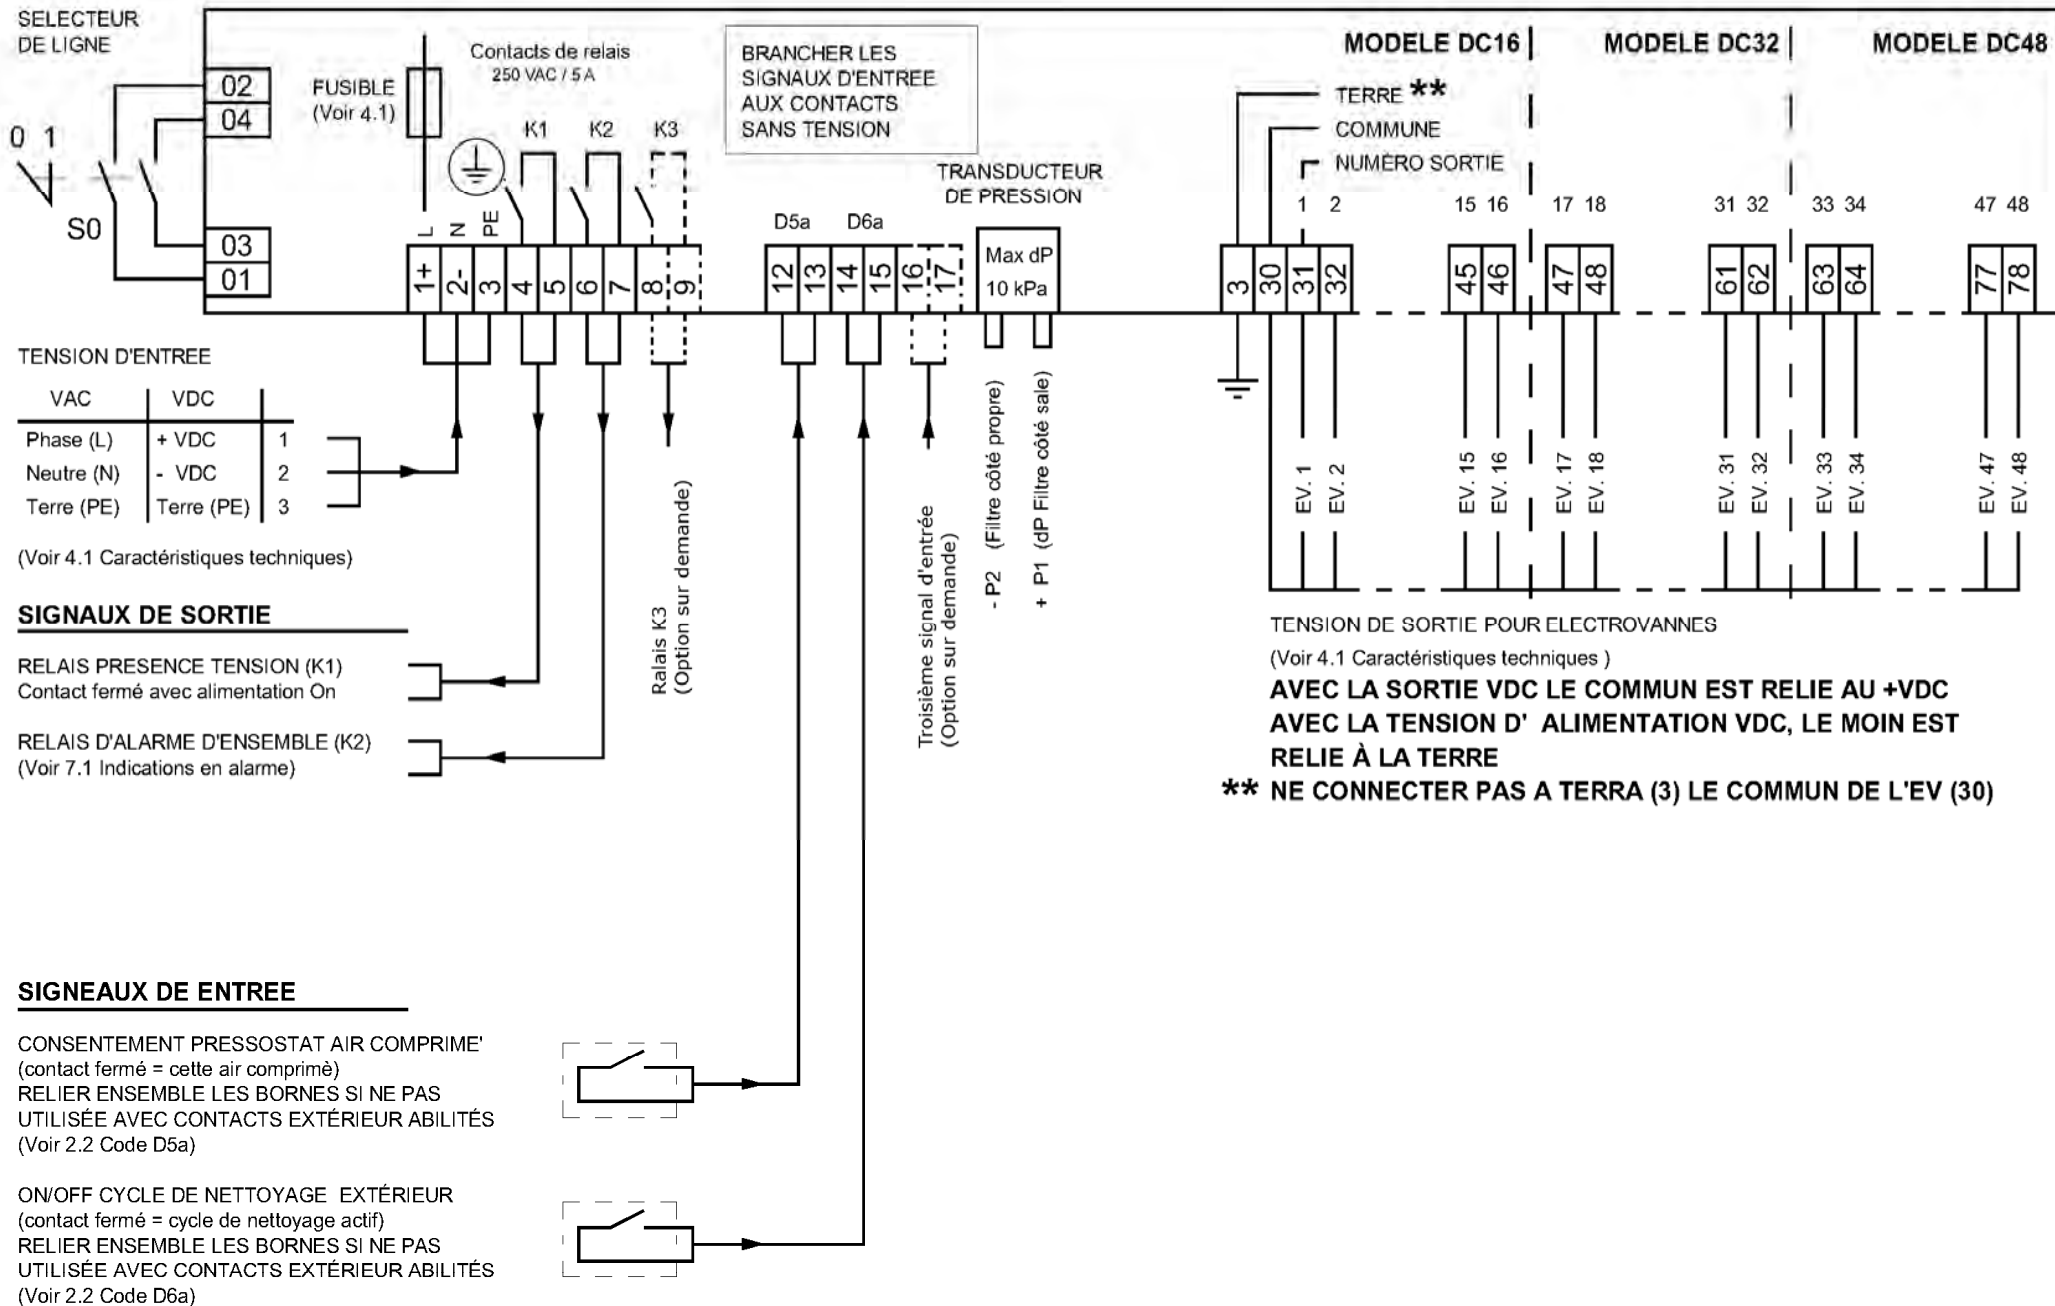 SELECTEUR
DE LIGNE
02
04
0 1
S0
03
01
FUSIBLE
(Voir 4.1)
Contacts de relais
250 VAC / 5 A
K1 K2 K3
L N PE
1+ 2- 3 4 5 6 7 8 9
BRANCHER LES
SIGNAUX D'ENTREE
AUX CONTACTS
SANS TENSION
D5a D6a
12 13 14 15 16 17
TRANSDUCTEUR
DE PRESSION
Max dP
10 kPa
MODELE DC16 MODELE DC32 MODELE DC48
TERRE **
COMMUNE
NUMÈRO SORTIE
1 2 15 16 17 18 31 32 33 34 47 48
3 30 31 32 45 46 47 48 61 62 63 64 77 78
EV. 1 EV. 2 EV. 15 EV. 16 EV. 17 EV. 18 EV. 31 EV. 32 EV. 33 EV. 34 EV. 47 EV. 48
TENSION D'ENTREE
VAC VDC
Phase (L) + VDC 1
Neutre (N) - VDC 2
Terre (PE) Terre (PE) 3
(Voir 4.1 Caractéristiques techniques)
Ralais K3
(Option sur demande)
Troisième signal d'entrée
(Option sur demande)
- P2 (Filtre côté propre)
+ P1 (dP Filtre côté sale)
SIGNAUX DE SORTIE
RELAIS PRESENCE TENSION (K1)
Contact fermé avec alimentation On
RELAIS D'ALARME D'ENSEMBLE (K2)
(Voir 7.1 Indications en alarme)
TENSION DE SORTIE POUR ELECTROVANNES
(Voir 4.1 Caractéristiques techniques )
AVEC LA SORTIE VDC LE COMMUN EST RELIE AU +VDC
AVEC LA TENSION D' ALIMENTATION VDC, LE MOIN EST
RELIE À LA TERRE
** NE CONNECTER PAS A TERRA (3) LE COMMUN DE L'EV (30)
SIGNEAUX DE ENTREE
CONSENTEMENT PRESSOSTAT AIR COMPRIME'
(contact fermé = cette air comprimè)
RELIER ENSEMBLE LES BORNES SI NE PAS
UTILISÉE AVEC CONTACTS EXTÉRIEUR ABILITÉS
(Voir 2.2 Code D5a)
ON/OFF CYCLE DE NETTOYAGE EXTÉRIEUR
(contact fermé = cycle de nettoyage actif)
RELIER ENSEMBLE LES BORNES SI NE PAS
UTILISÉE AVEC CONTACTS EXTÉRIEUR ABILITÉS
(Voir 2.2 Code D6a)